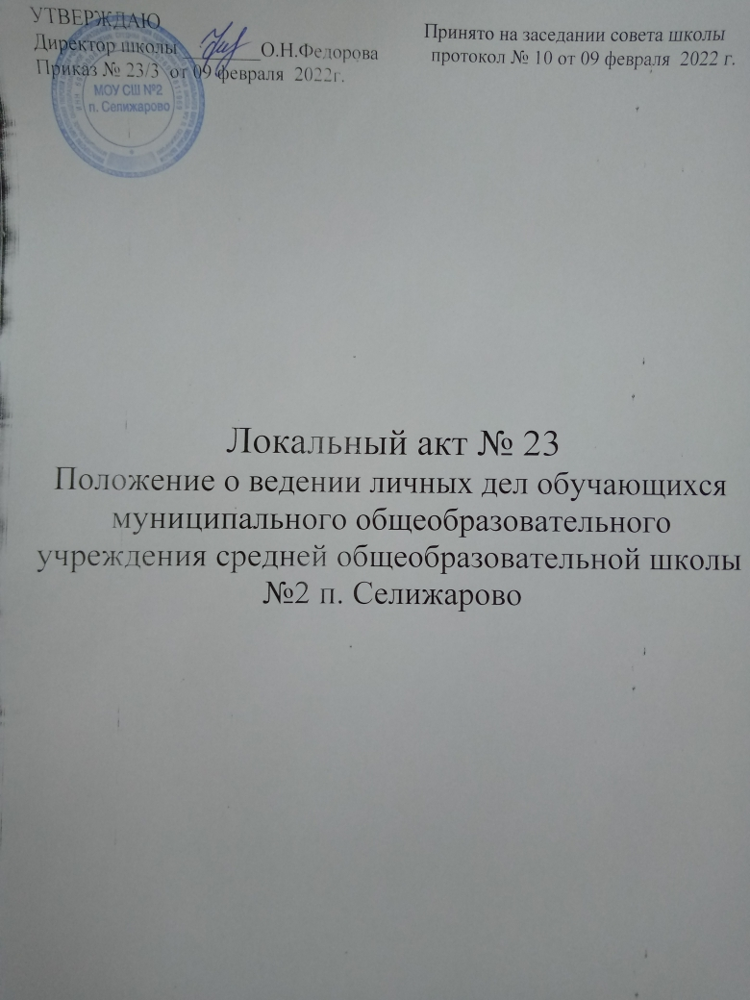 УТВЕРЖДАЮ
Директор школы ________О.Н.Федорова
Приказ № 23/3 от 09 февраля 2022г.
МОУ СШ №2
п. Селижарово
Принято на заседании совета школы
протокол № 10 от 09 февраля 2022 г.
Локальный акт № 23
Положение о ведении личных дел обучающихся
муниципального общеобразовательного
учреждения средней общеобразовательной школы
№2 п. Селижарово